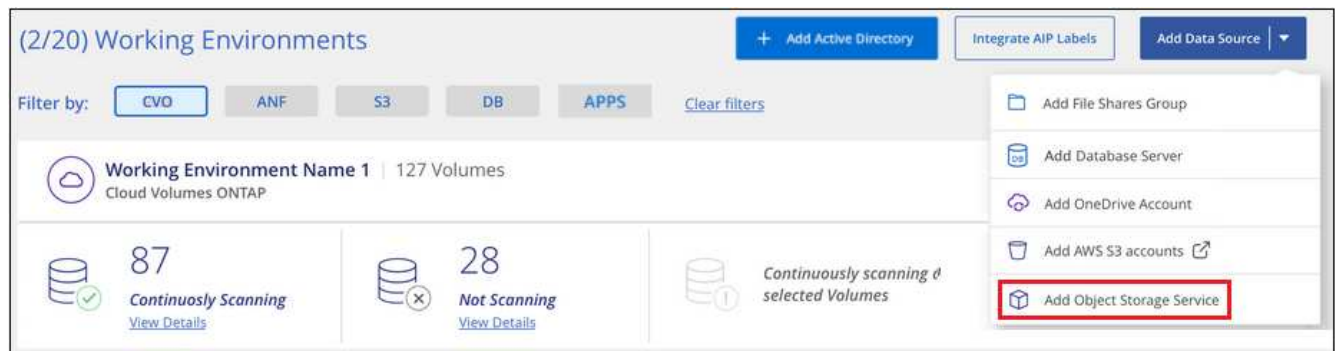 (2/20) Working Environments
+ Add Active Directory
Integrate AIP Labels
Add Data Source
Filter by:
CVO
ANF
S3
DB
APPS
Clear filters
Add File Shares Group
DB
Add Database Server
Add OneDrive Account
Add AWS S3 accounts
Add Object Storage Service
Working Environment Name 1 | 127 Volumes
Cloud Volumes ONTAP
87
Continuosly Scanning
View Details
28
Not Scanning
View Details
Continuously scanning
selected Volumes